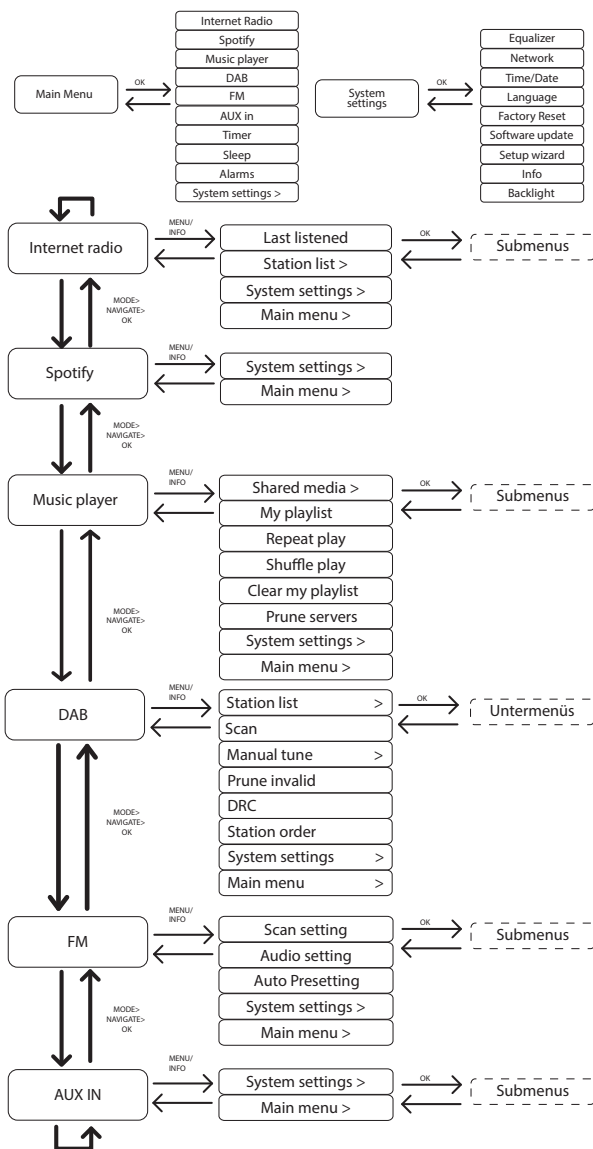 Main Menu
OK
Internet Radio
Spotify
Music player
DAB
FM
AUX in
Timer
Sleep
Alarms
System settings >
System
settings
OK
Equalizer
Network
Time/Date
Language
Factory Reset
Software update
Setup wizard
Info
Backlight
Internet radio
MENU/
INFO
Last listened
Station list >
System settings >
Main menu >
OK
Submenus
MODE>
NAVIGATE>
OK
Spotify
MENU/
INFO
System settings >
Main menu >
MODE>
NAVIGATE>
OK
Music player
MENU/
INFO
Shared media >
My playlist
Repeat play
Shuffle play
Clear my playlist
Prune servers
System settings >
Main menu >
OK
Submenus
MODE>
NAVIGATE>
OK
DAB
MENU/
INFO
Station list >
Scan
Manual tune >
Prune invalid
DRC
Station order
System settings >
Main menu >
OK
Untermenüs
MODE>
NAVIGATE>
OK
FM
MENU/
INFO
Scan setting
Audio setting
Auto Presetting
System settings >
Main menu >
OK
Submenus
MODE>
NAVIGATE>
OK
AUX IN
MENU/
INFO
System settings >
Main menu >
OK
Submenus